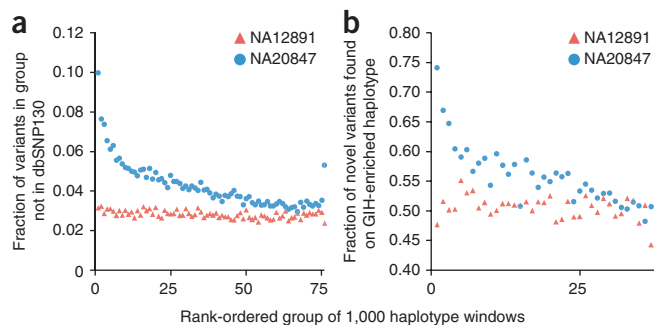 a
NA12891
NA20847
Fraction of variants in group
not in dbSNP130
0.12
0.10
0.08
0.06
0.04
0.02
0
0
25
50
75
b
NA12891
NA20847
Fraction of novel variants found
on GIH-enriched haplotype
0.80
0.75
0.70
0.65
0.60
0.55
0.50
0.45
0.40
25
Rank-ordered group of 1,000 haplotype windows